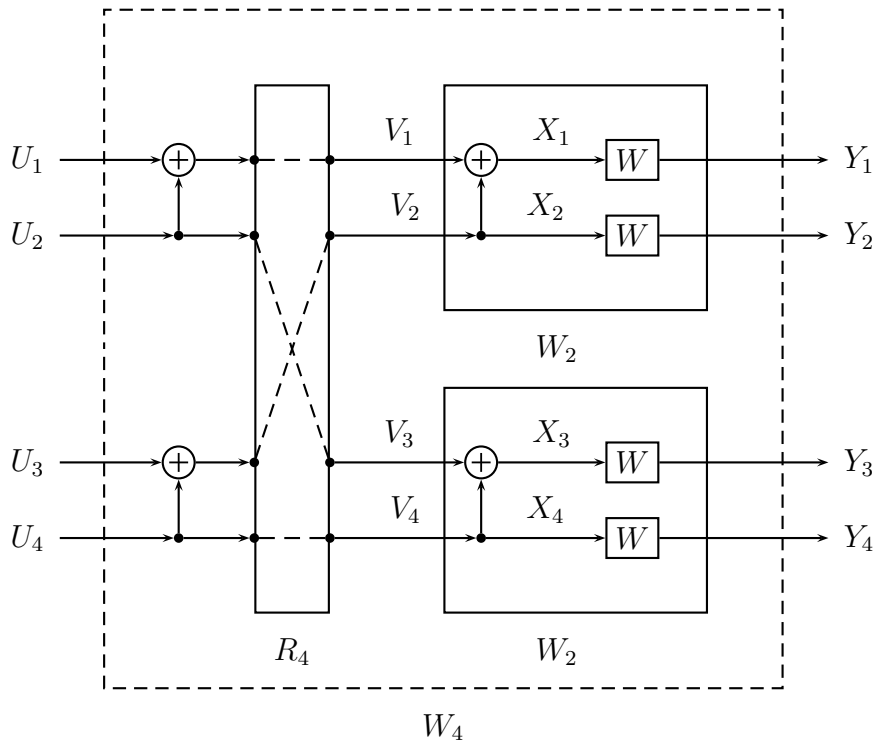 V₁ X₁
U₁ + + W Y₁
V₂ X₂
U₂ W Y₂
W₂
V₃ X₃
U₃ + + W Y₃
V₄ X₄
U₄ W Y₄
R₄ W₂
W₄